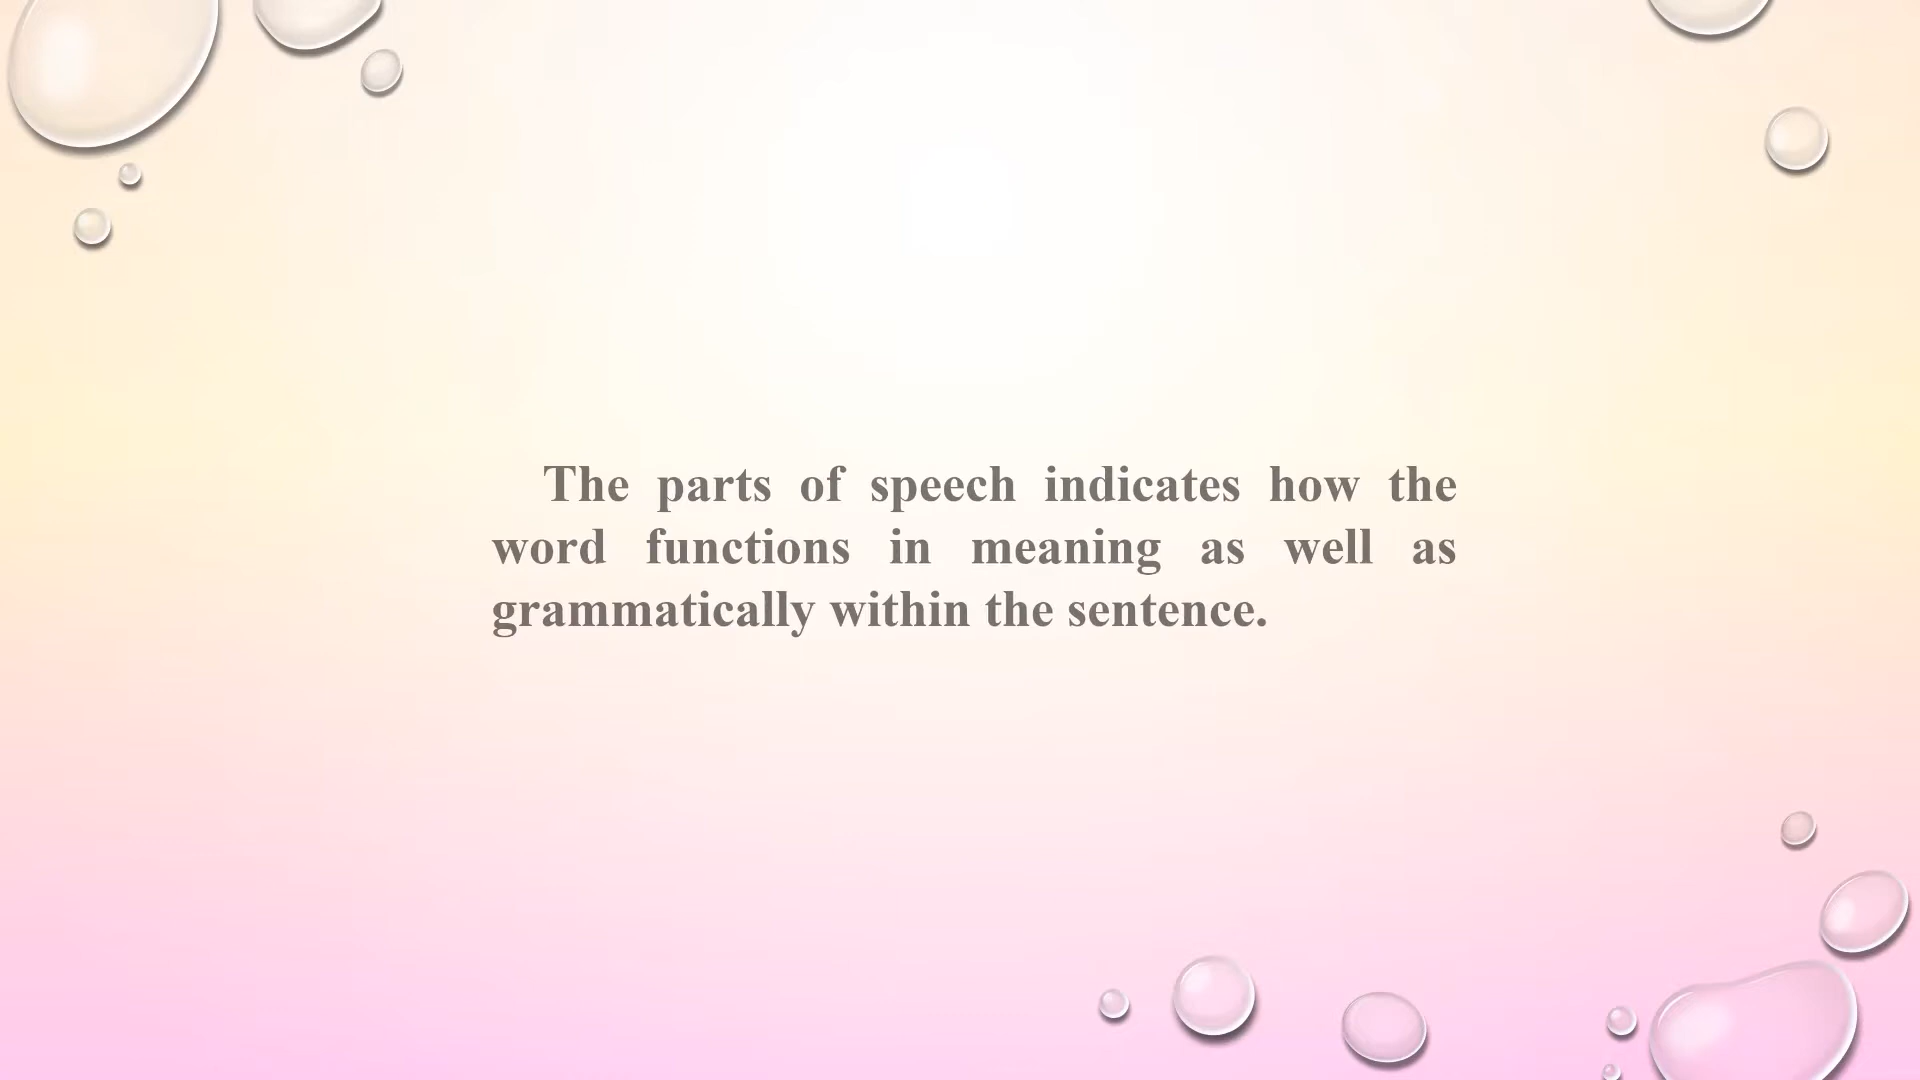 The parts of speech indicates how the
word functions in meaning as well as
grammatically within the sentence.